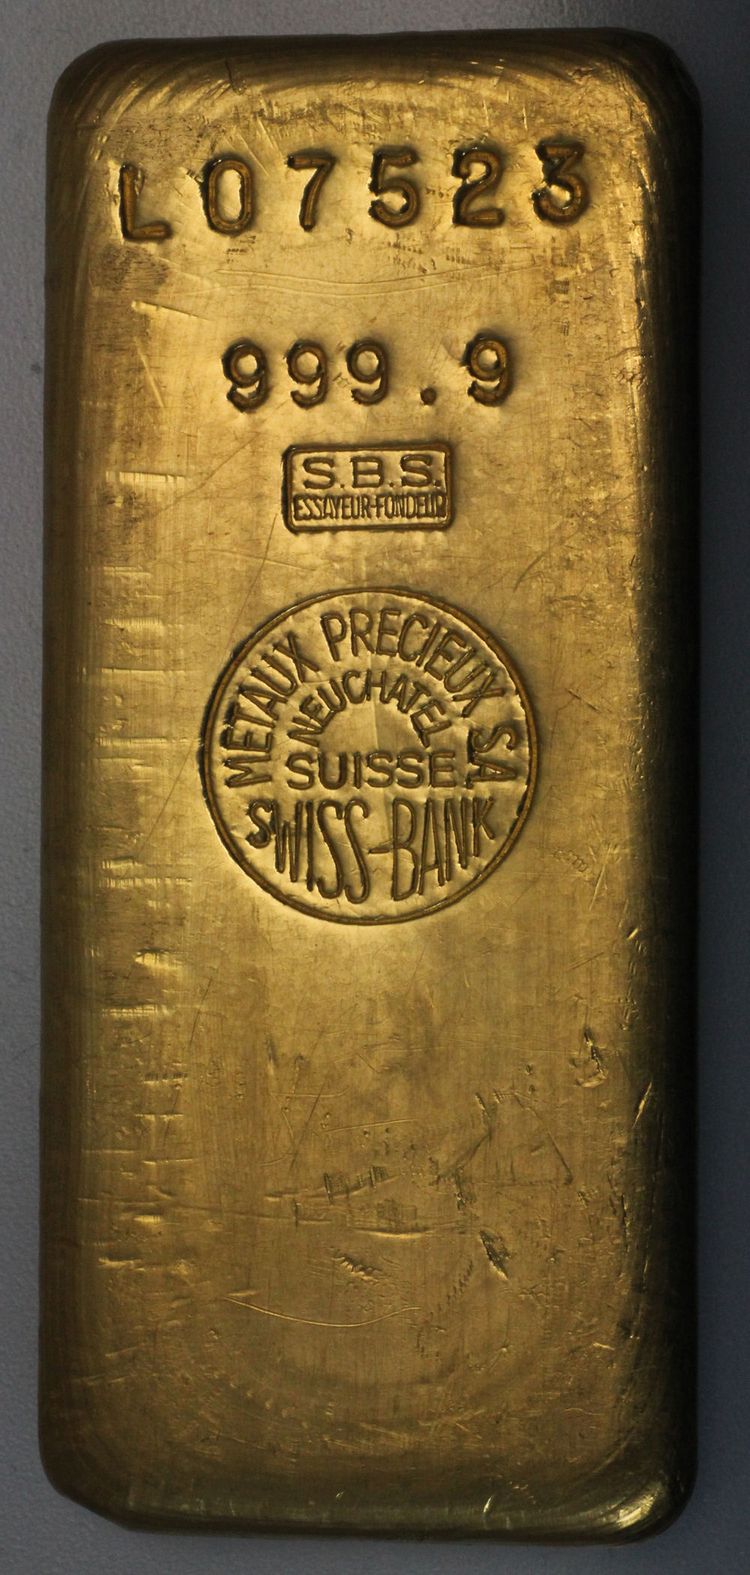 L07523
999.9
S.B.S.
ESSAYEUR-FONDEUR
METAUX PRECIEUX SA
NEUCHATEL
SUISSE
SWISS-BANK